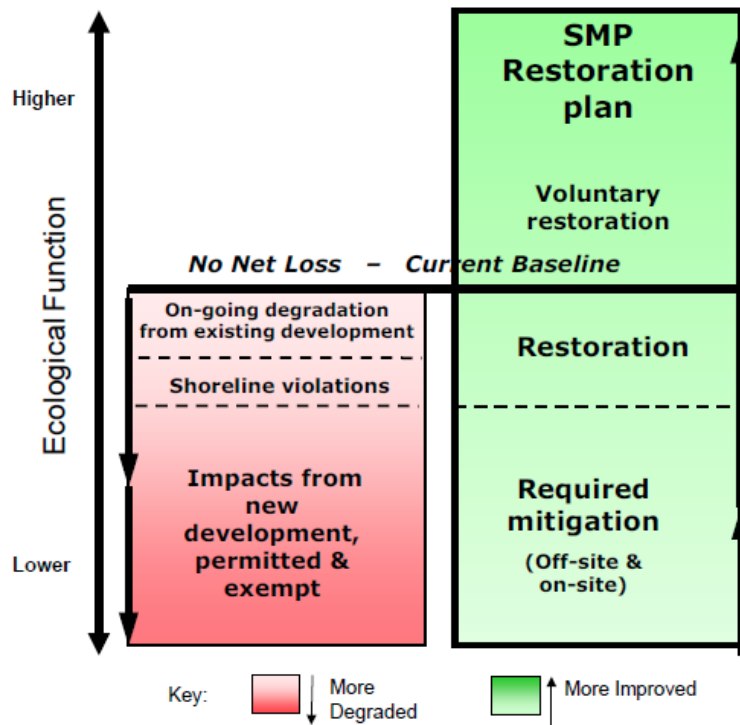 Higher
Ecological Function
Lower
SMP
Restoration
plan
Voluntary
restoration
No Net Loss – Current Baseline
On-going degradation
from existing development
Shoreline violations
Impacts from
new
development,
permitted &
exempt
Restoration
Required
mitigation
(Off-site &
on-site)
Key:
More
Degraded
More Improved